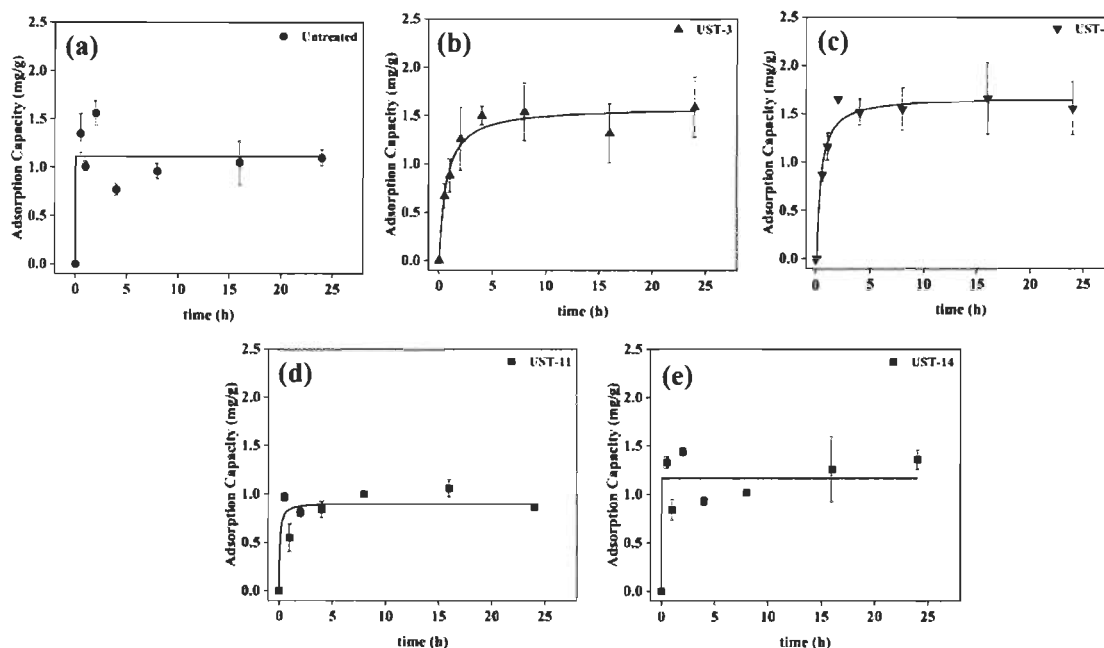 (a)
Untreated
Adsorption Capacity (mg/g)
2.5
2.0
1.5
1.0
0.5
0.0
0 5 10 15 20 25
time (h)
(b)
UST-3
Adsorption Capacity (mg/g)
2.5
2.0
1.5
1.0
0.5
0.0
0 5 10 15 20 25
time (h)
(c)
UST-
Adsorption Capacity (mg/g)
2.5
2.0
1.5
1.0
0.5
0.0
0 5 10 15 20 25
time (h)
(d)
UST-11
Adsorption Capacity (mg/g)
2.5
2.0
1.5
1.0
0.5
0.0
0 5 10 15 20 25
time (h)
(e)
UST-14
Adsorption Capacity (mg/g)
2.5
2.0
1.5
1.0
0.5
0.0
0 5 10 15 20 25
time (h)